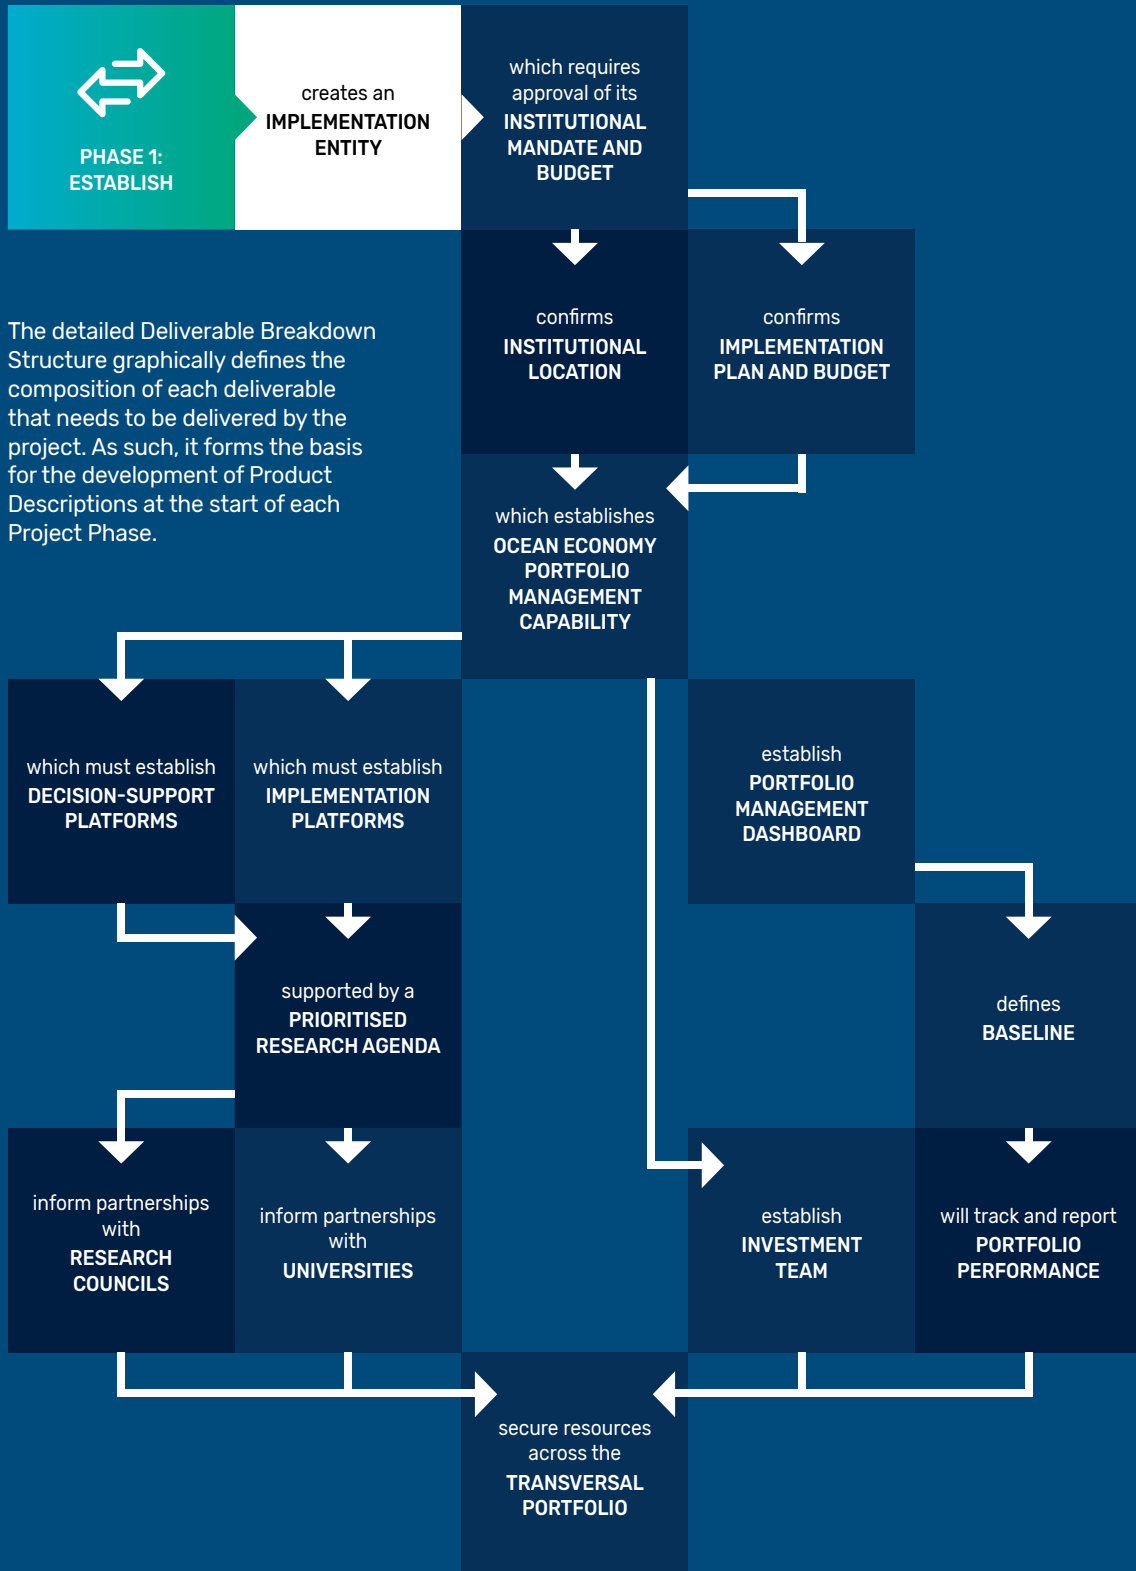 PHASE 1:
ESTABLISH
creates an
IMPLEMENTATION
ENTITY
which requires
approval of its
INSTITUTIONAL
MANDATE AND
BUDGET
confirms
INSTITUTIONAL
LOCATION
confirms
IMPLEMENTATION
PLAN AND BUDGET
The detailed Deliverable Breakdown
Structure graphically defines the
composition of each deliverable
that needs to be delivered by the
project. As such, it forms the basis
for the development of Product
Descriptions at the start of each
Project Phase.
which establishes
OCEAN ECONOMY
PORTFOLIO
MANAGEMENT
CAPABILITY
which must establish
DECISION-SUPPORT
PLATFORMS
which must establish
IMPLEMENTATION
PLATFORMS
establish
PORTFOLIO
MANAGEMENT
DASHBOARD
supported by a
PRIORITISED
RESEARCH AGENDA
defines
BASELINE
inform partnerships
with
RESEARCH
COUNCILS
inform partnerships
with
UNIVERSITIES
establish
INVESTMENT
TEAM
will track and report
PORTFOLIO
PERFORMANCE
secure resources
across the
TRANSVERSAL
PORTFOLIO